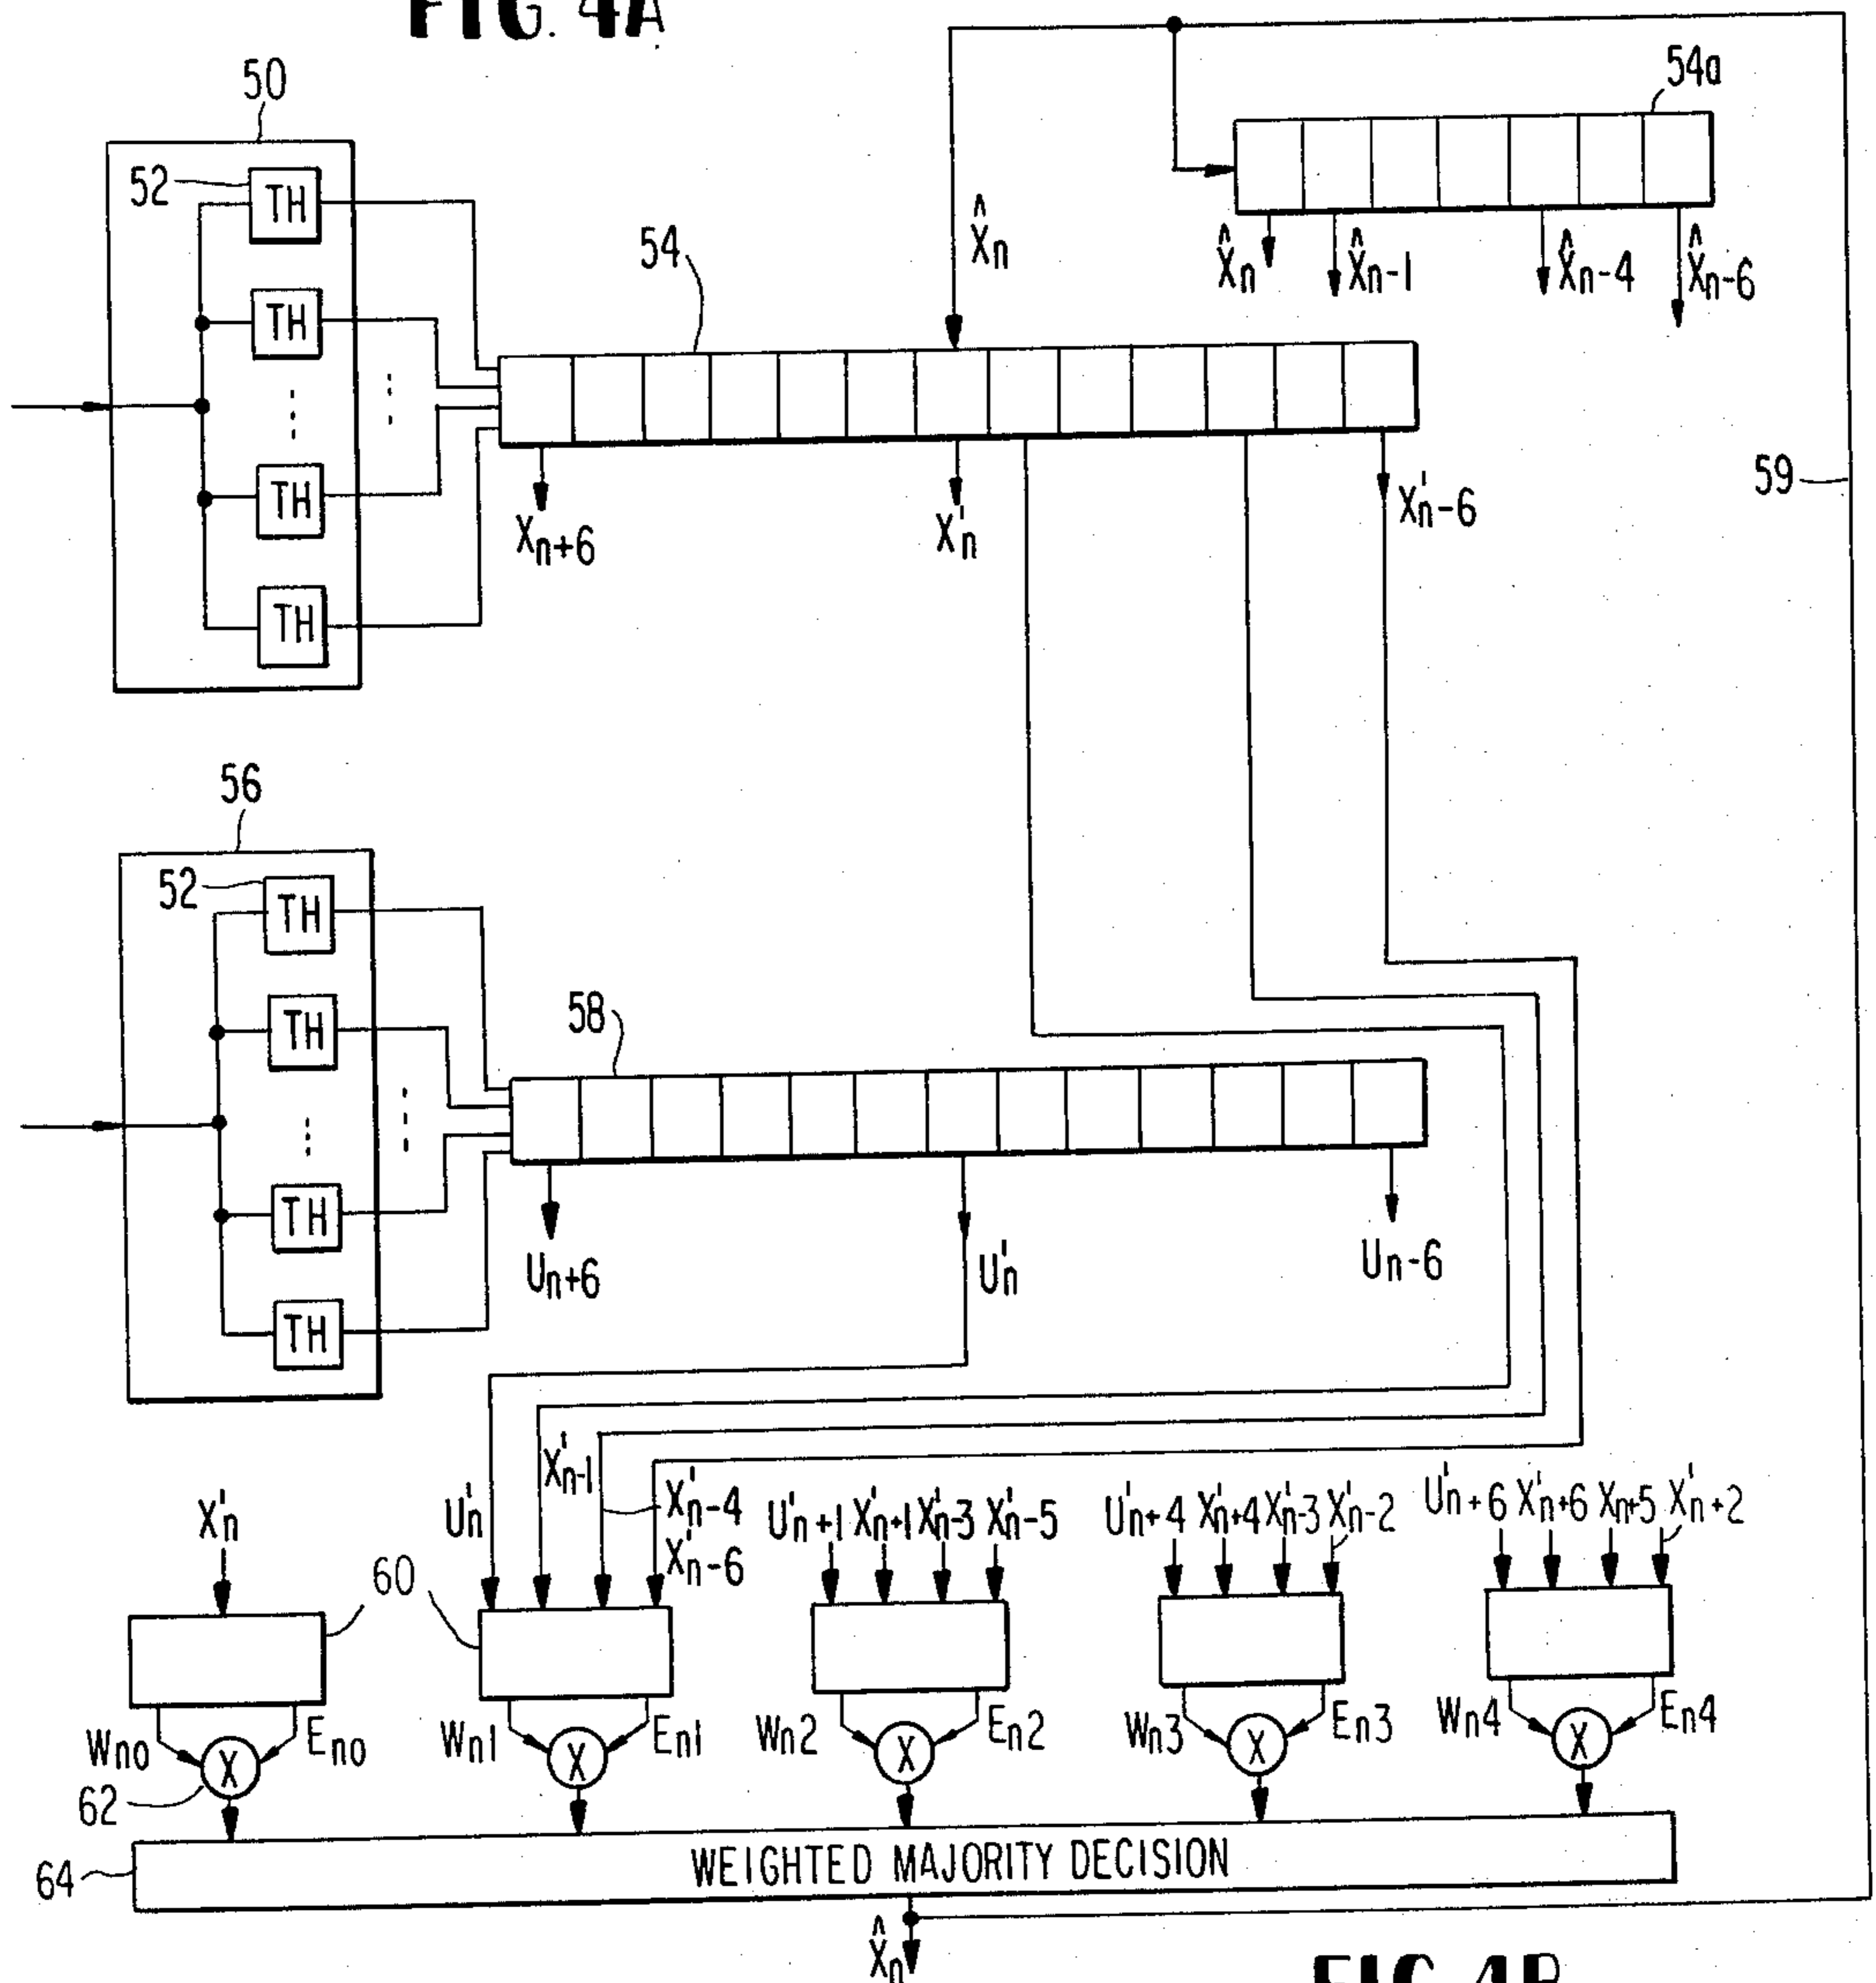 FIG. 4A
50
54a
52
TH
54
X̂n
X̂n
X̂n-1
X̂n-4
X̂n-6
TH
TH
TH
Xn+6
X'n
X'n-6
59
56
52
TH
58
TH
TH
TH
Un+6
U'n
Un-6
X'n
60
U'n
X'n-1
X'n-4
X'n-6
U'n+1 X'n+1 X'n-3 X'n-5
U'n+4 X'n+4 X'n-3 X'n-2
U'n+6 X'n+6 Xn+5 X'n+2
60
Wno
X
Eno
Wn1
X
En1
Wn2
X
En2
Wn3
X
En3
Wn4
X
En4
62
64
WEIGHTED MAJORITY DECISION
X̂n
FIG 4B